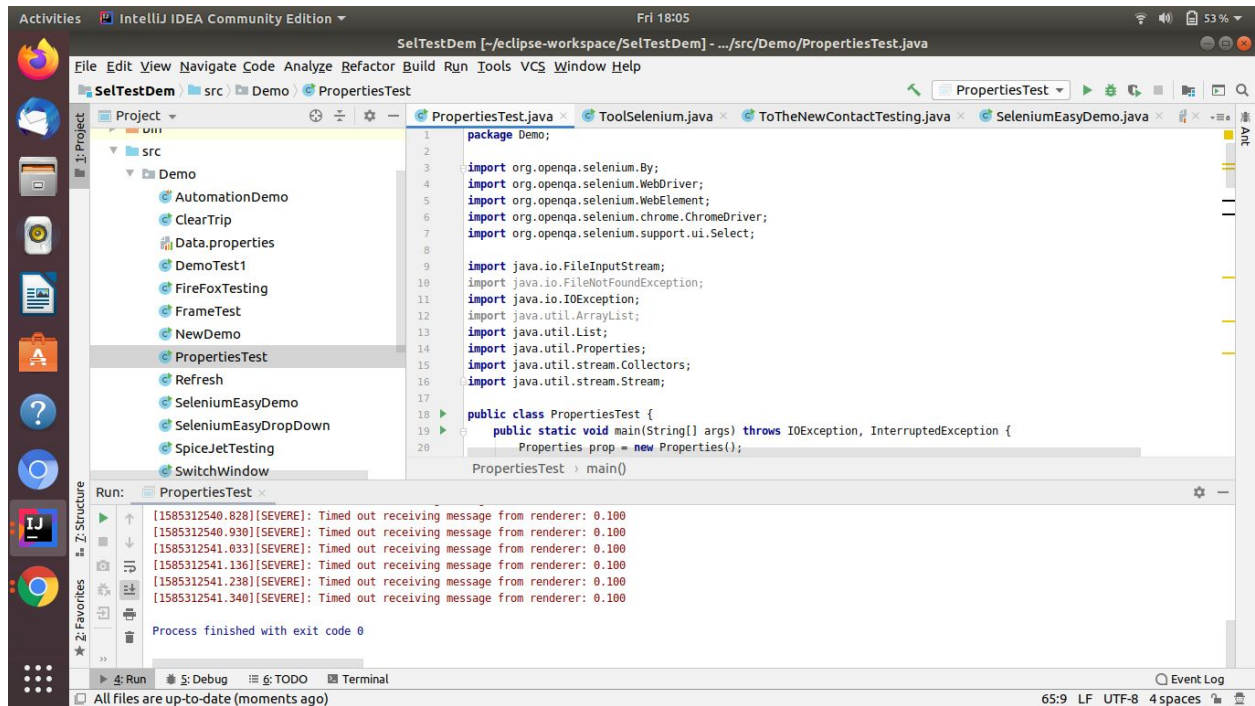 Activities IntelliJ IDEA Community Edition Fri 18:05 53 %
SelTestDem [~/eclipse-workspace/SelTestDem] - .../src/Demo/PropertiesTest.java
File Edit View Navigate Code Analyze Refactor Build Run Tools VCS Window Help
SelTestDem src Demo PropertiesTest PropertiesTest
1: Project
Project
PropertiesTest.java ToolSelenium.java ToTheNewContactTesting.java SeleniumEasyDemo.java
Ant
bin
src
Demo
AutomationDemo
ClearTrip
Data.properties
DemoTest1
FireFoxTesting
FrameTest
NewDemo
PropertiesTest
Refresh
SeleniumEasyDemo
SeleniumEasyDropDown
SpiceJetTesting
SwitchWindow
1 package Demo;
2
3 import org.openqa.selenium.By;
4 import org.openqa.selenium.WebDriver;
5 import org.openqa.selenium.WebElement;
6 import org.openqa.selenium.chrome.ChromeDriver;
7 import org.openqa.selenium.support.ui.Select;
8
9 import java.io.FileInputStream;
10 import java.io.FileNotFoundException;
11 import java.io.IOException;
12 import java.util.ArrayList;
13 import java.util.List;
14 import java.util.Properties;
15 import java.util.stream.Collectors;
16 import java.util.stream.Stream;
17
18 public class PropertiesTest {
19 public static void main(String[] args) throws IOException, InterruptedException {
20 Properties prop = new Properties();
PropertiesTest › main()
Z: Structure
2: Favorites
Run: PropertiesTest
[1585312540.828][SEVERE]: Timed out receiving message from renderer: 0.100
[1585312540.930][SEVERE]: Timed out receiving message from renderer: 0.100
[1585312541.033][SEVERE]: Timed out receiving message from renderer: 0.100
[1585312541.136][SEVERE]: Timed out receiving message from renderer: 0.100
[1585312541.238][SEVERE]: Timed out receiving message from renderer: 0.100
[1585312541.340][SEVERE]: Timed out receiving message from renderer: 0.100
Process finished with exit code 0
4: Run 5: Debug 6: TODO Terminal Event Log
All files are up-to-date (moments ago) 65:9 LF UTF-8 4 spaces